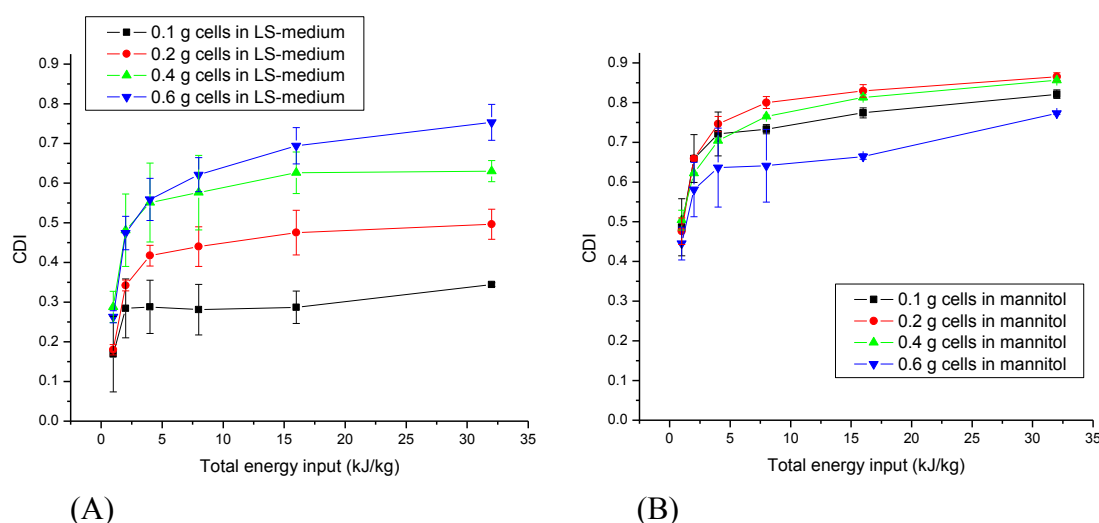 0.1 g cells in LS-medium
0.2 g cells in LS-medium
0.4 g cells in LS-medium
0.6 g cells in LS-medium
0.9
0.8
0.7
0.6
0.5
0.4
0.3
0.2
0.1
0.0
CDI
0 5 10 15 20 25 30 35
Total energy input (kJ/kg)
(A)
0.9
0.8
0.7
0.6
0.5
0.4
0.3
0.2
0.1
0.0
CDI
0.1 g cells in mannitol
0.2 g cells in mannitol
0.4 g cells in mannitol
0.6 g cells in mannitol
0 5 10 15 20 25 30 35
Total energy input (kJ/kg)
(B)